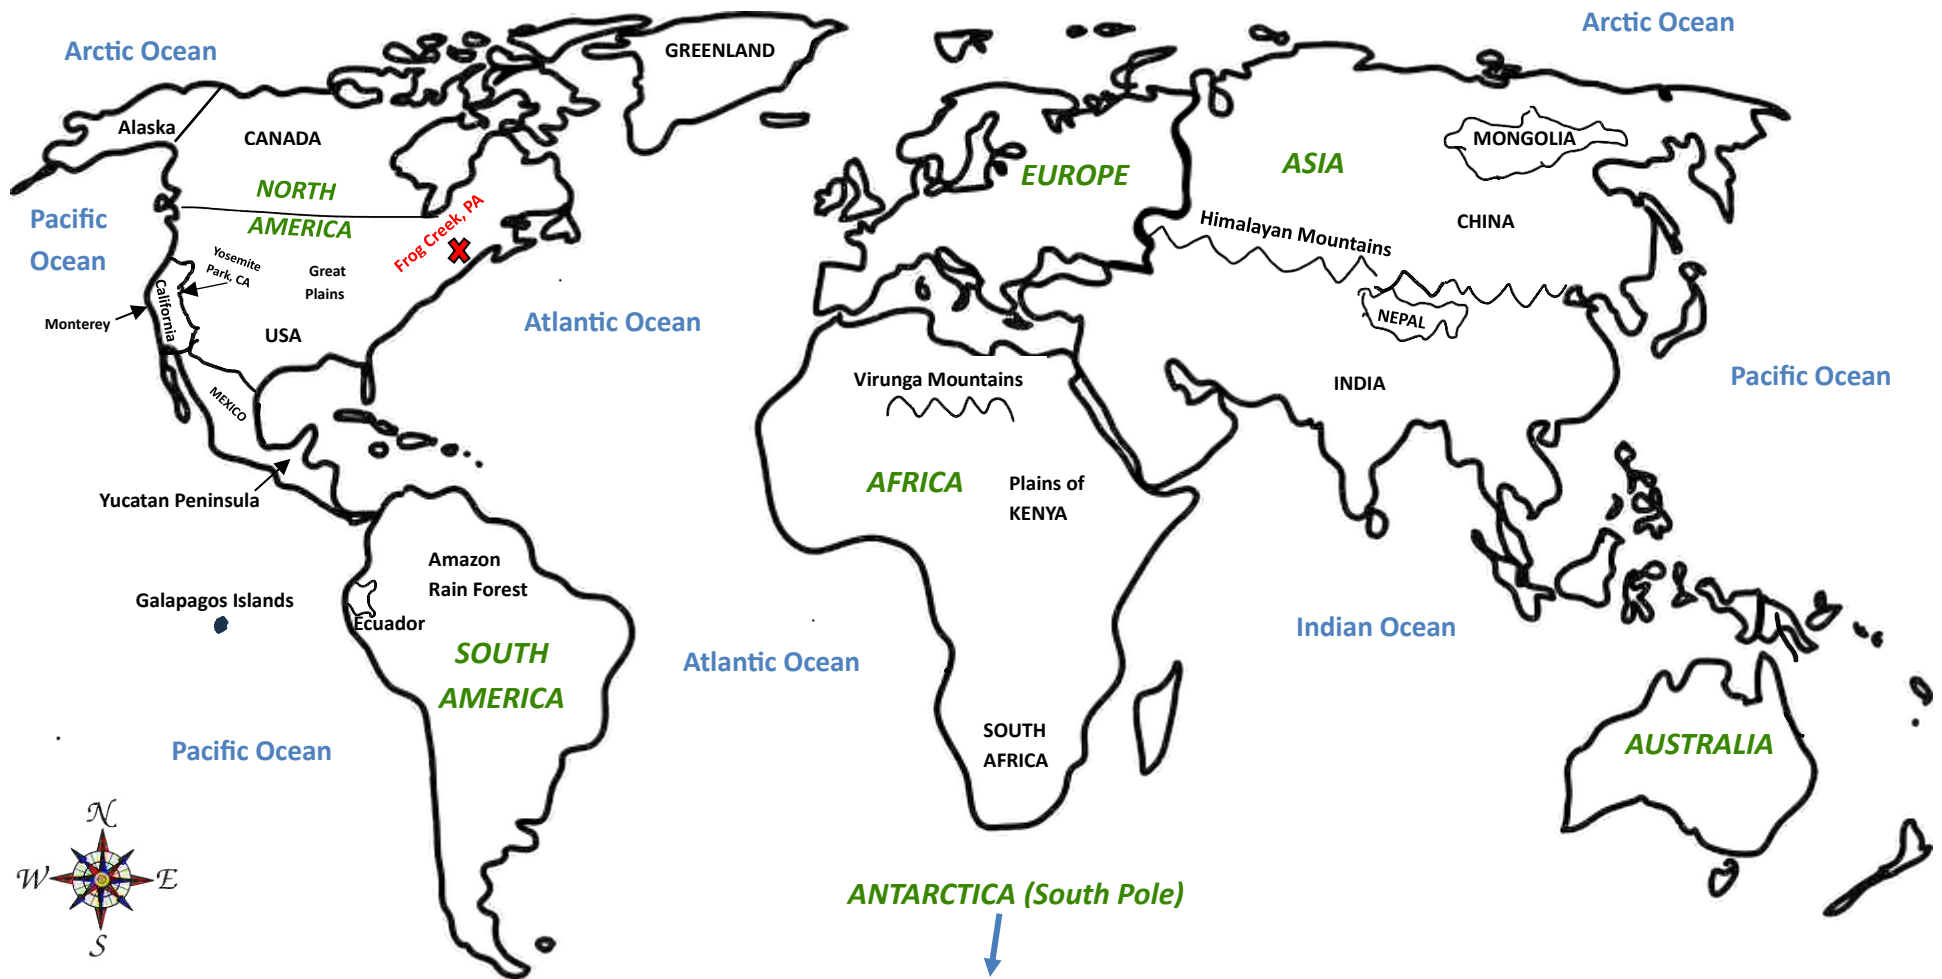 Arctic Ocean
Arctic Ocean
GREENLAND
Alaska
CANADA
MONGOLIA
NORTH
AMERICA
EUROPE
ASIA
Pacific
Ocean
Frog Creek, PA
CHINA
Himalayan Mountains
Yosemite
Park, CA
Great
Plains
California
Monterey
USA
Atlantic Ocean
NEPAL
MEXICO
Virunga Mountains
INDIA
Pacific Ocean
Yucatan Peninsula
AFRICA
Plains of
KENYA
Amazon
Rain Forest
Galapagos Islands
Ecuador
Indian Ocean
SOUTH
AMERICA
Atlantic Ocean
Pacific Ocean
SOUTH
AFRICA
AUSTRALIA
N
W E
S
ANTARCTICA (South Pole)